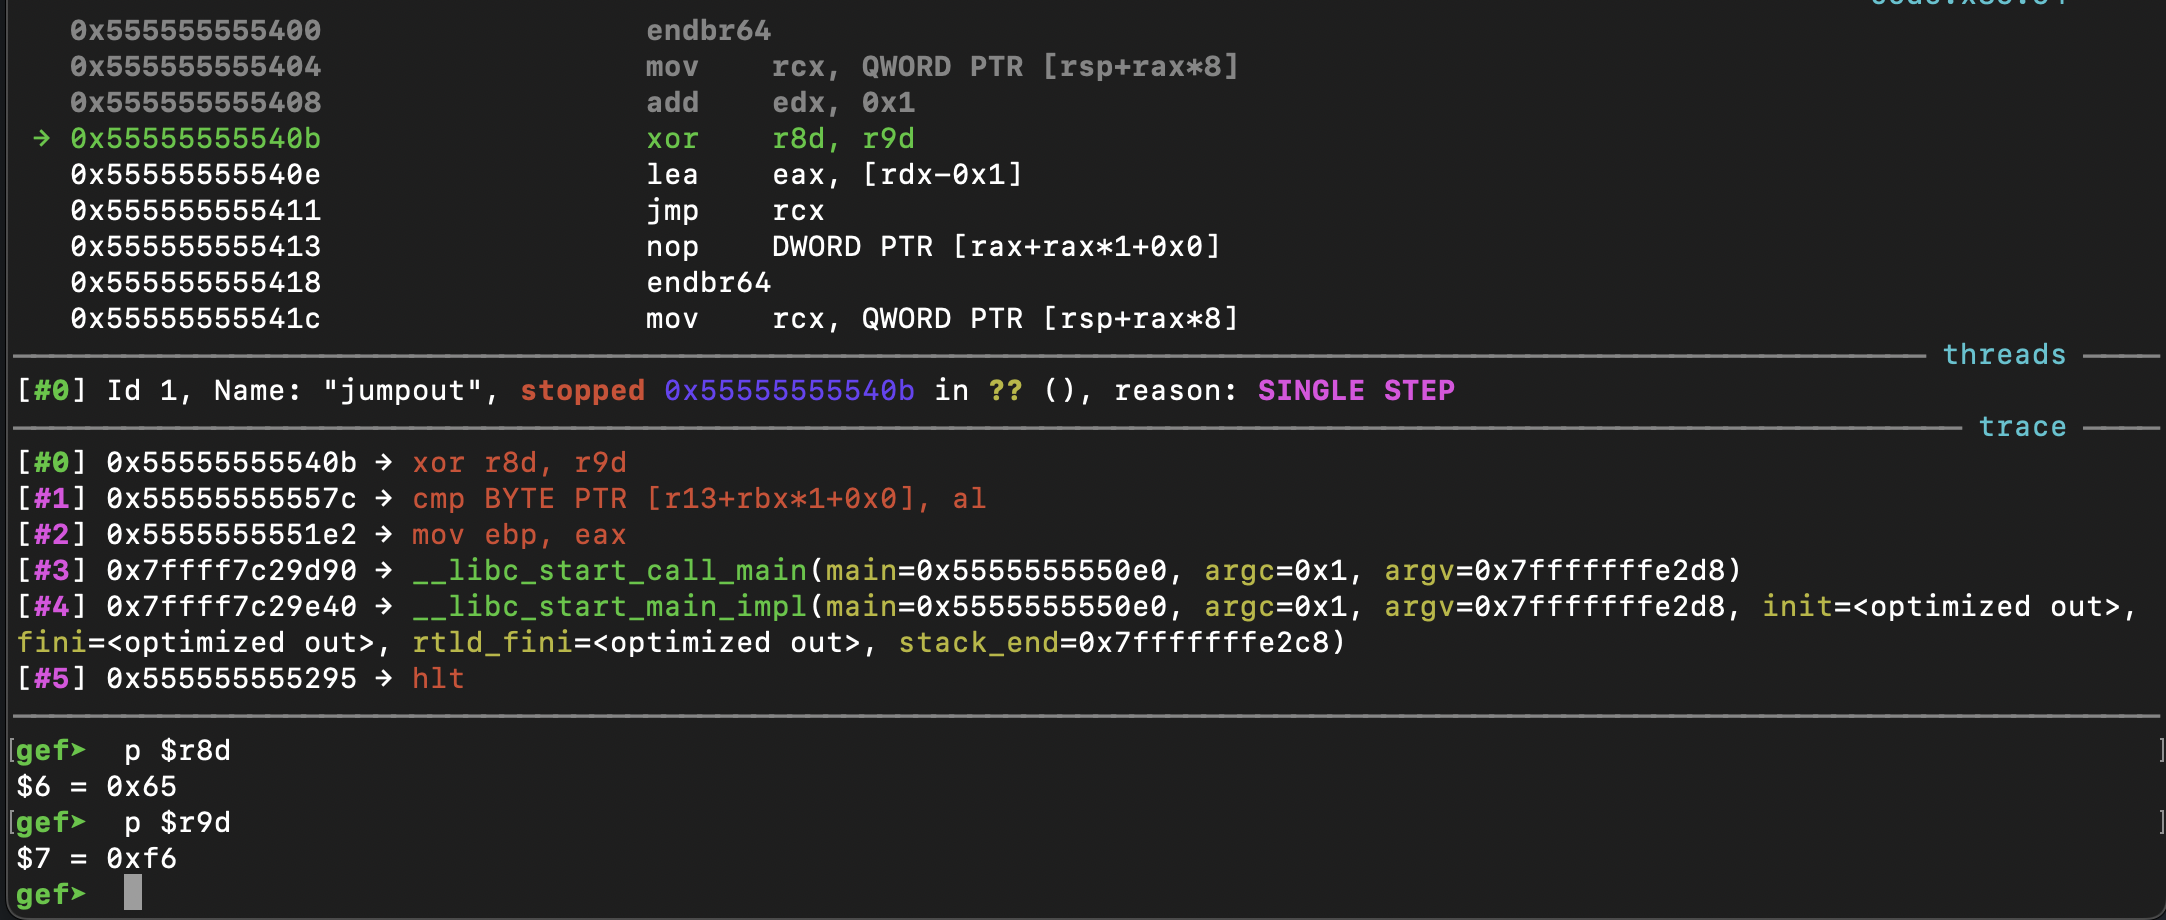 0x555555555400 endbr64
0x555555555404 mov rcx, QWORD PTR [rsp+rax*8]
0x555555555408 add edx, 0x1
→ 0x55555555540b xor r8d, r9d
0x55555555540e lea eax, [rdx-0x1]
0x555555555411 jmp rcx
0x555555555413 nop DWORD PTR [rax+rax*1+0x0]
0x555555555418 endbr64
0x55555555541c mov rcx, QWORD PTR [rsp+rax*8]
threads
[#0] Id 1, Name: "jumpout", stopped 0x55555555540b in ?? (), reason: SINGLE STEP
trace
[#0] 0x55555555540b → xor r8d, r9d
[#1] 0x55555555557c → cmp BYTE PTR [r13+rbx*1+0x0], al
[#2] 0x5555555551e2 → mov ebp, eax
[#3] 0x7ffff7c29d90 → __libc_start_call_main(main=0x5555555550e0, argc=0x1, argv=0x7fffffffe2d8)
[#4] 0x7ffff7c29e40 → __libc_start_main_impl(main=0x5555555550e0, argc=0x1, argv=0x7fffffffe2d8, init=<optimized out>,
fini=<optimized out>, rtld_fini=<optimized out>, stack_end=0x7fffffffe2c8)
[#5] 0x555555555295 → hlt
[gef➤ p $r8d ]
$6 = 0x65
[gef➤ p $r9d ]
$7 = 0xf6
gef➤